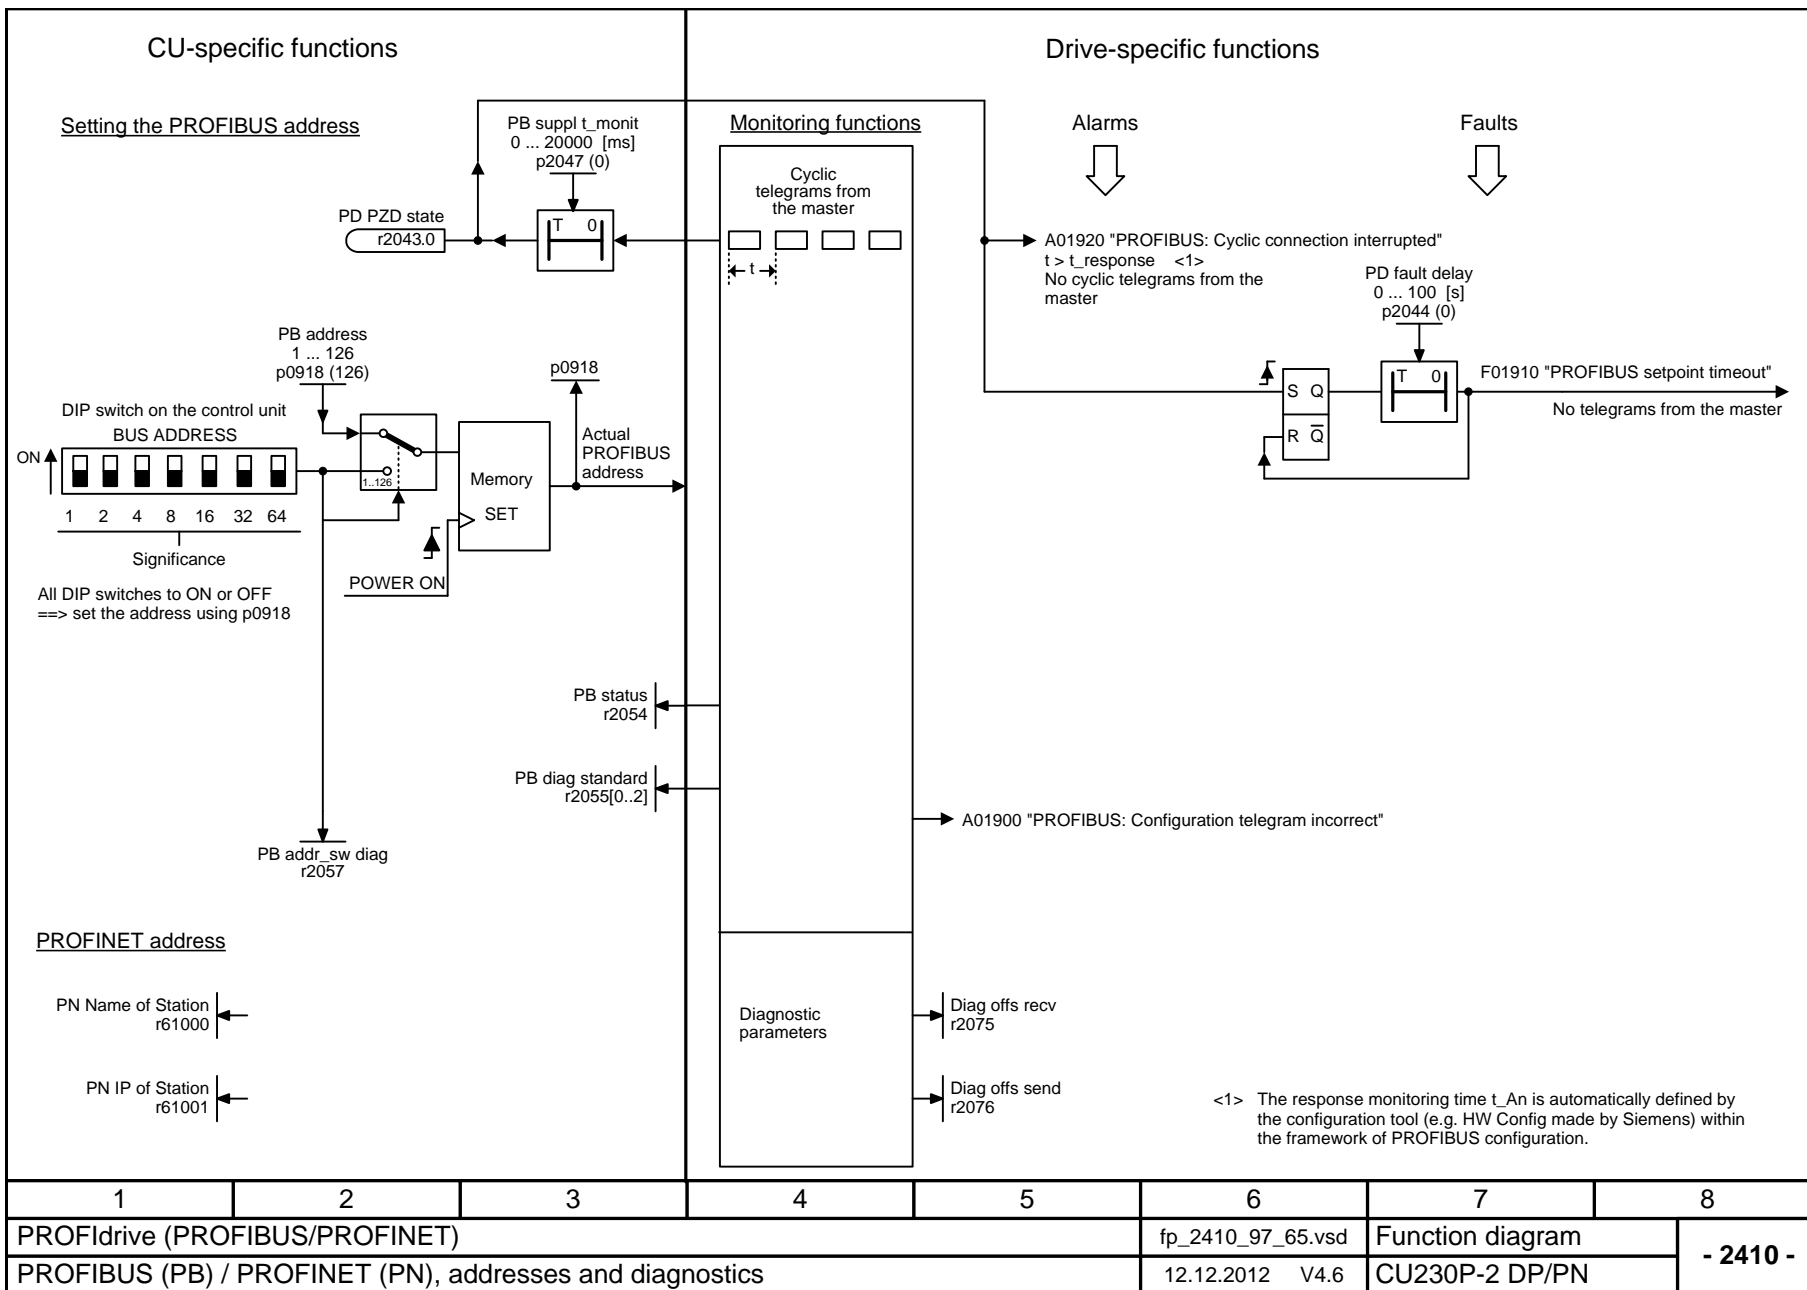 CU-specific functions
Drive-specific functions
Setting the PROFIBUS address
PB suppl t_monit
0 ... 20000 [ms]
p2047 (0)
Monitoring functions
Alarms
Faults
Cyclic
telegrams from
the master
PD PZD state
r2043.0
T 0
t
A01920 "PROFIBUS: Cyclic connection interrupted"
t > t_response <1>
No cyclic telegrams from the
master
PD fault delay
0 ... 100 [s]
p2044 (0)
PB address
1 ... 126
p0918 (126)
p0918
DIP switch on the control unit
BUS ADDRESS
ON
1..126
Actual
PROFIBUS
address
Memory
SET
S Q
R Q̅
T 0
F01910 "PROFIBUS setpoint timeout"
No telegrams from the master
1 2 4 8 16 32 64
Significance
POWER ON
All DIP switches to ON or OFF
==> set the address using p0918
PB status
r2054
PB diag standard
r2055[0..2]
A01900 "PROFIBUS: Configuration telegram incorrect"
PB addr_sw diag
r2057
PROFINET address
PN Name of Station
r61000
PN IP of Station
r61001
Diagnostic
parameters
Diag offs recv
r2075
Diag offs send
r2076
<1> The response monitoring time t_An is automatically defined by
the configuration tool (e.g. HW Config made by Siemens) within
the framework of PROFIBUS configuration.
1 2 3 4 5 6 7 8
PROFIdrive (PROFIBUS/PROFINET)
fp_2410_97_65.vsd
Function diagram
- 2410 -
PROFIBUS (PB) / PROFINET (PN), addresses and diagnostics
12.12.2012 V4.6
CU230P-2 DP/PN